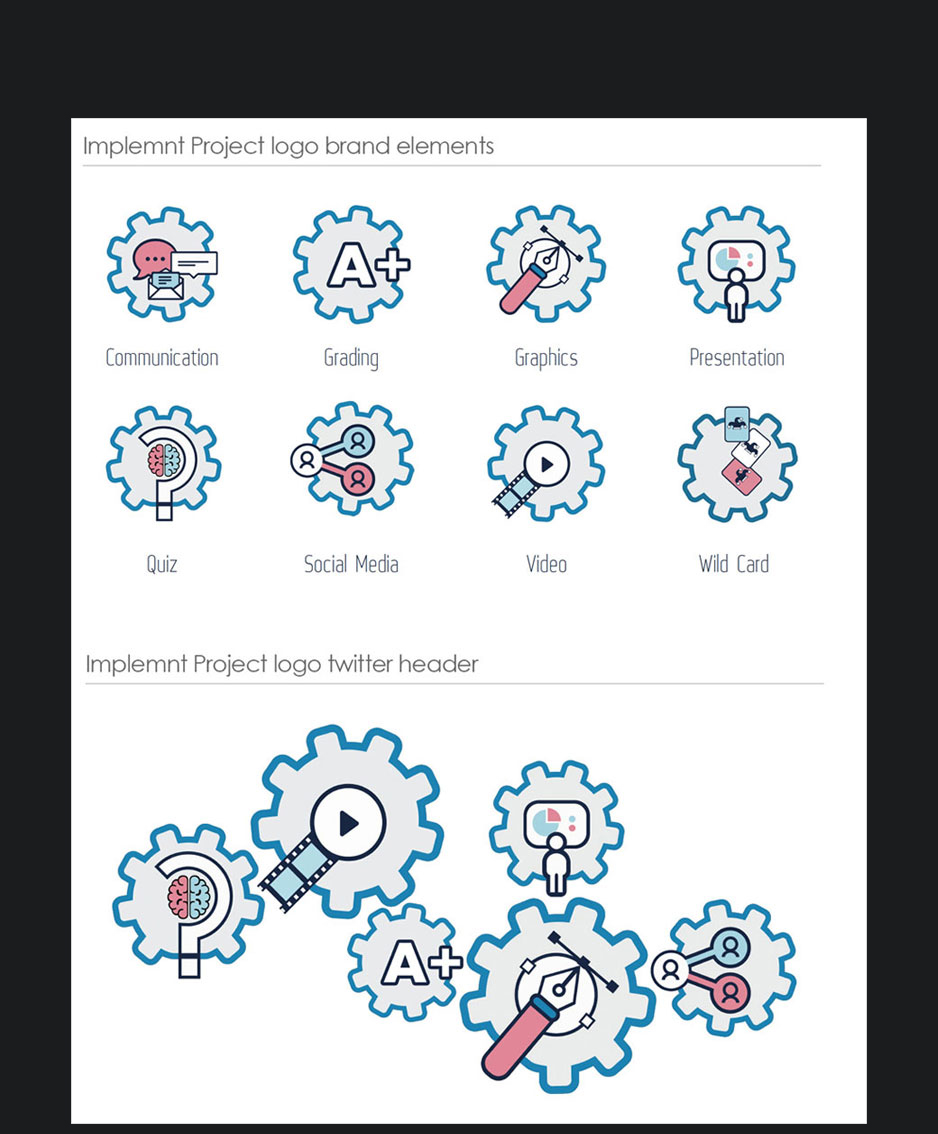 Implemnt Project logo brand elements
A+
Communication Grading Graphics Presentation
Quiz Social Media Video Wild Card
Implemnt Project logo twitter header
A+